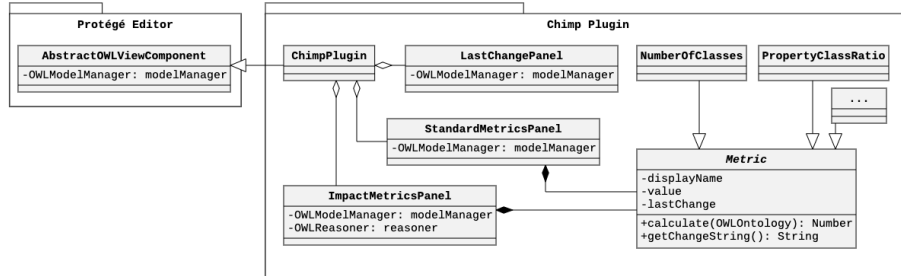 Protégé Editor
AbstractOWLViewComponent
-OWLModelManager: modelManager
Chimp Plugin
ChimpPlugin
LastChangePanel
-OWLModelManager: modelManager
NumberOfClasses
PropertyClassRatio
...
StandardMetricsPanel
-OWLModelManager: modelManager
ImpactMetricsPanel
-OWLModelManager: modelManager
-OWLReasoner: reasoner
Metric
-displayName
-value
-lastChange
+calculate(OWLOntology): Number
+getChangeString(): String